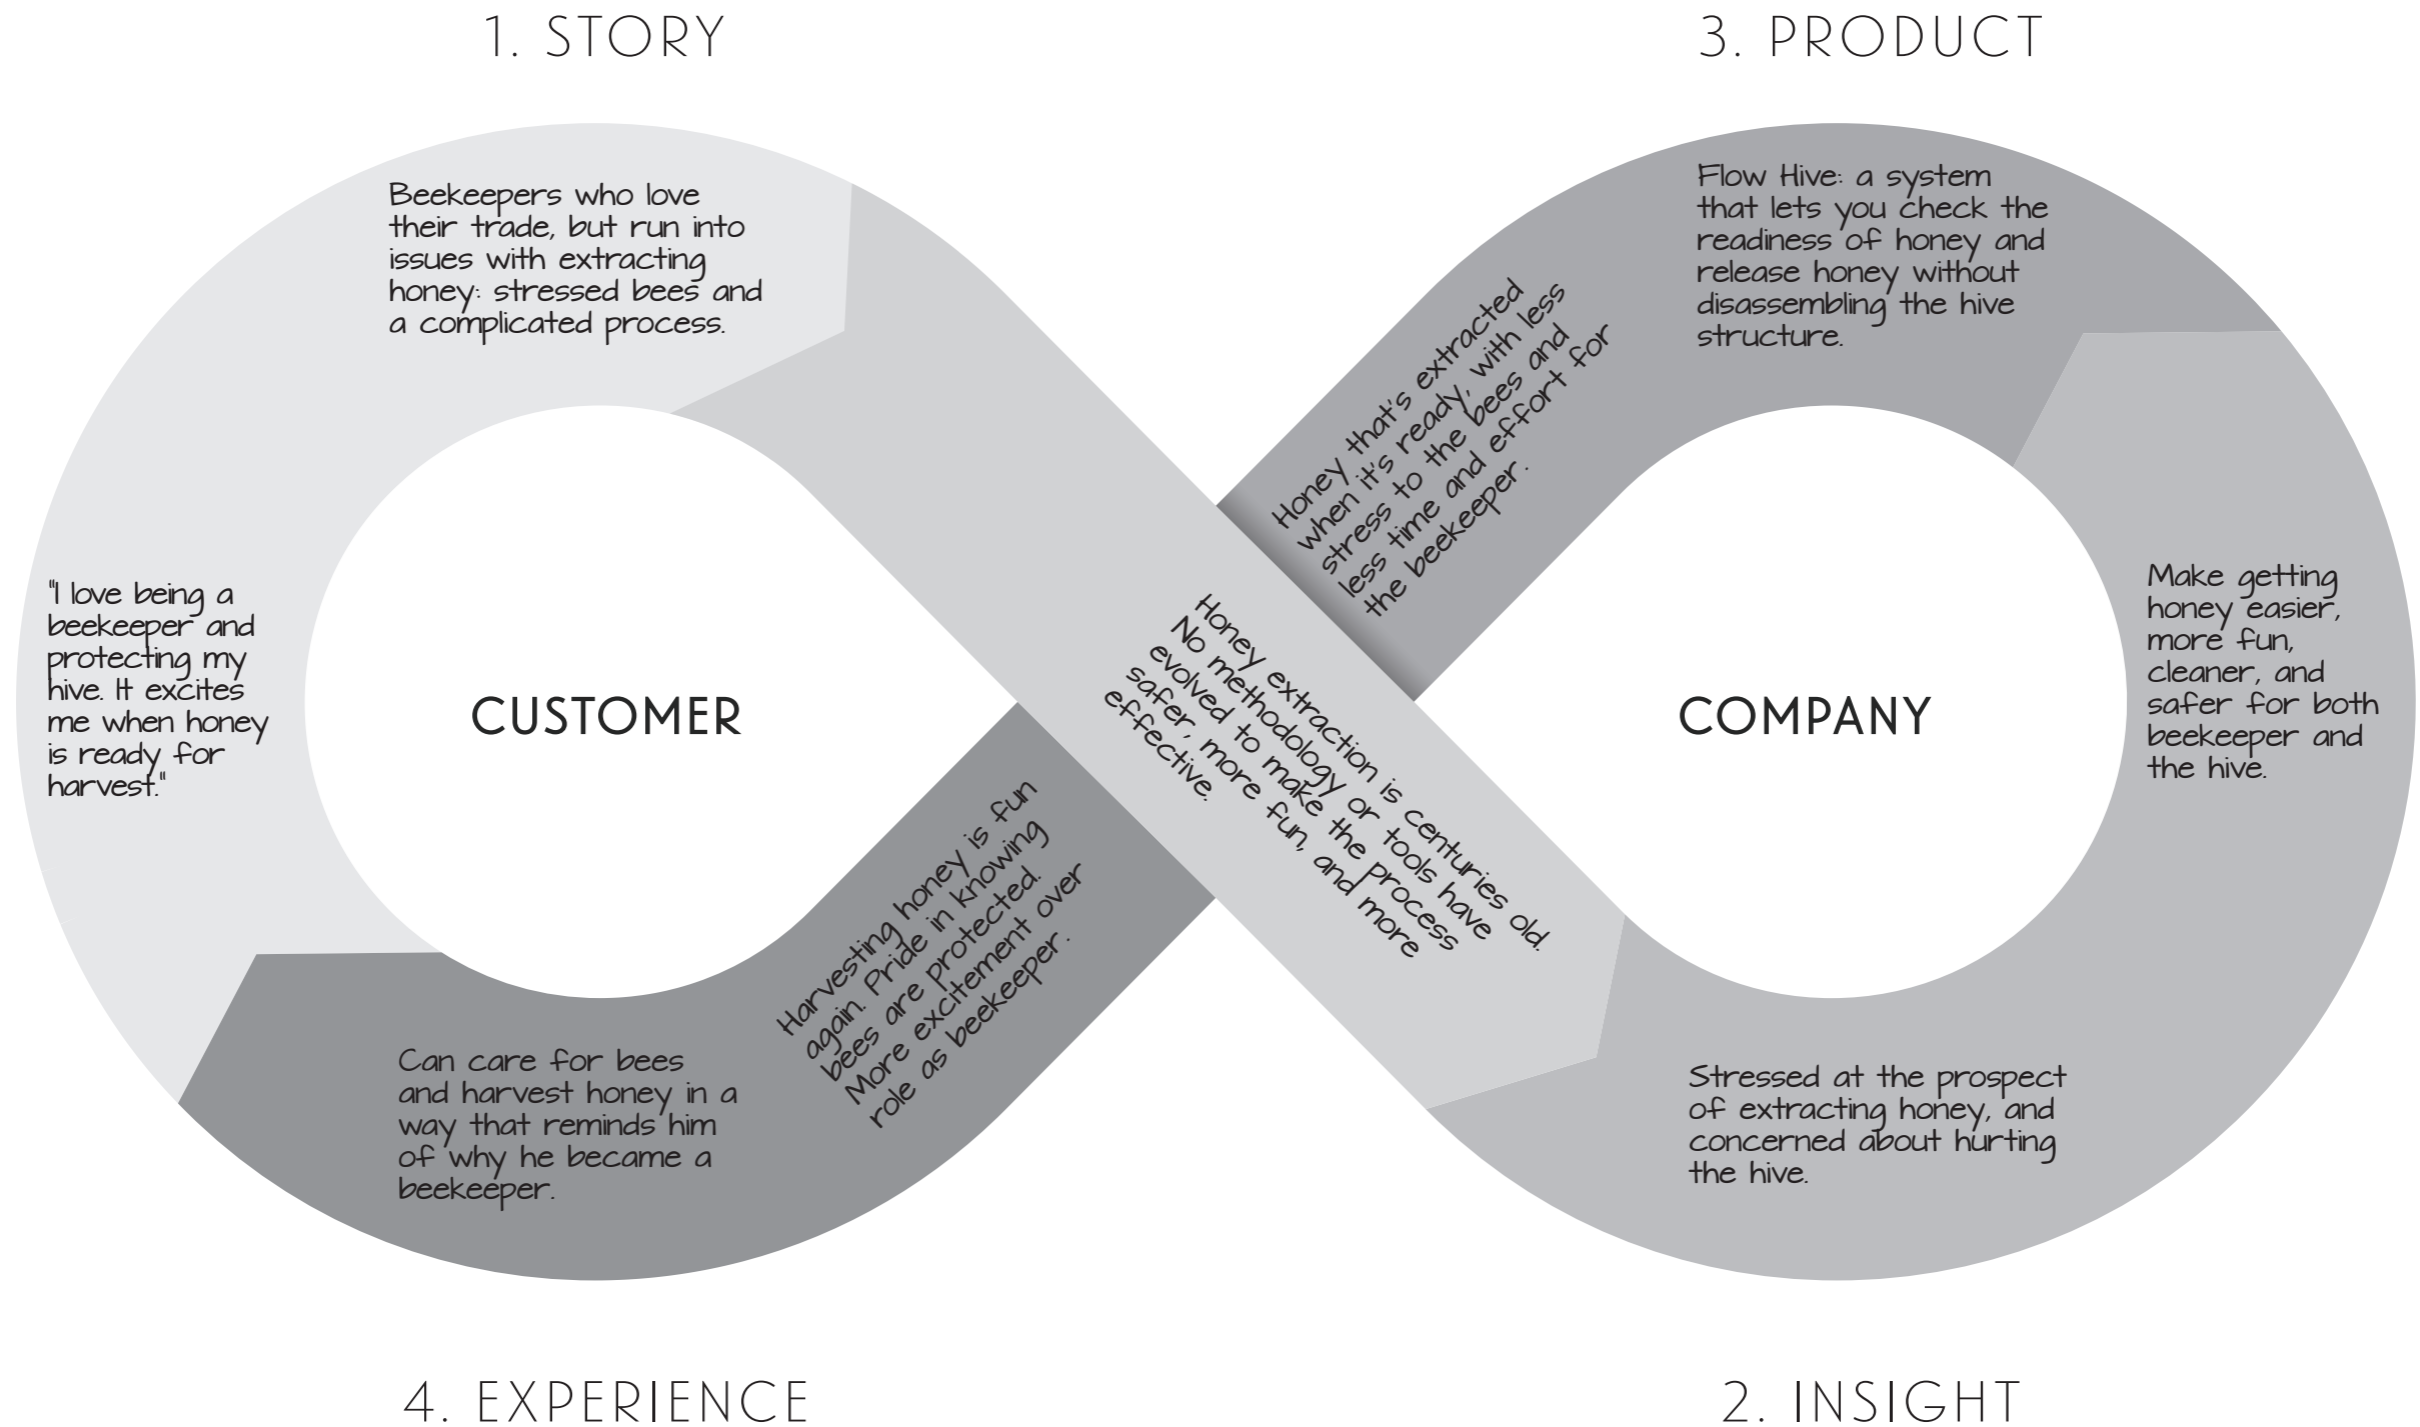 1. STORY
"I love being a
beekeeper and
protecting my
hive. It excites
me when honey
is ready for
harvest."
Beekeepers who love
their trade, but run into
issues with extracting
honey: stressed bees and
a complicated process.
CUSTOMER
Honey extraction is centuries old.
No methodology or tools have
evolved to make the process
safer, more fun, and more
effective.
2. INSIGHT
Stressed at the prospect
of extracting honey, and
concerned about hurting
the hive.
Make getting
honey easier,
more fun,
cleaner, and
safer for both
beekeeper and
the hive.
COMPANY
3. PRODUCT
Flow Hive: a system
that lets you check the
readiness of honey and
release honey without
disassembling the hive
structure.
Honey that's extracted
when it's ready, with less
stress to the bees and
less time and effort for
the beekeeper.
4. EXPERIENCE
Harvesting honey is fun
again. Pride in knowing
bees are protected.
More excitement over
role as beekeeper.
Can care for bees
and harvest honey in a
way that reminds him
of why he became a
beekeeper.